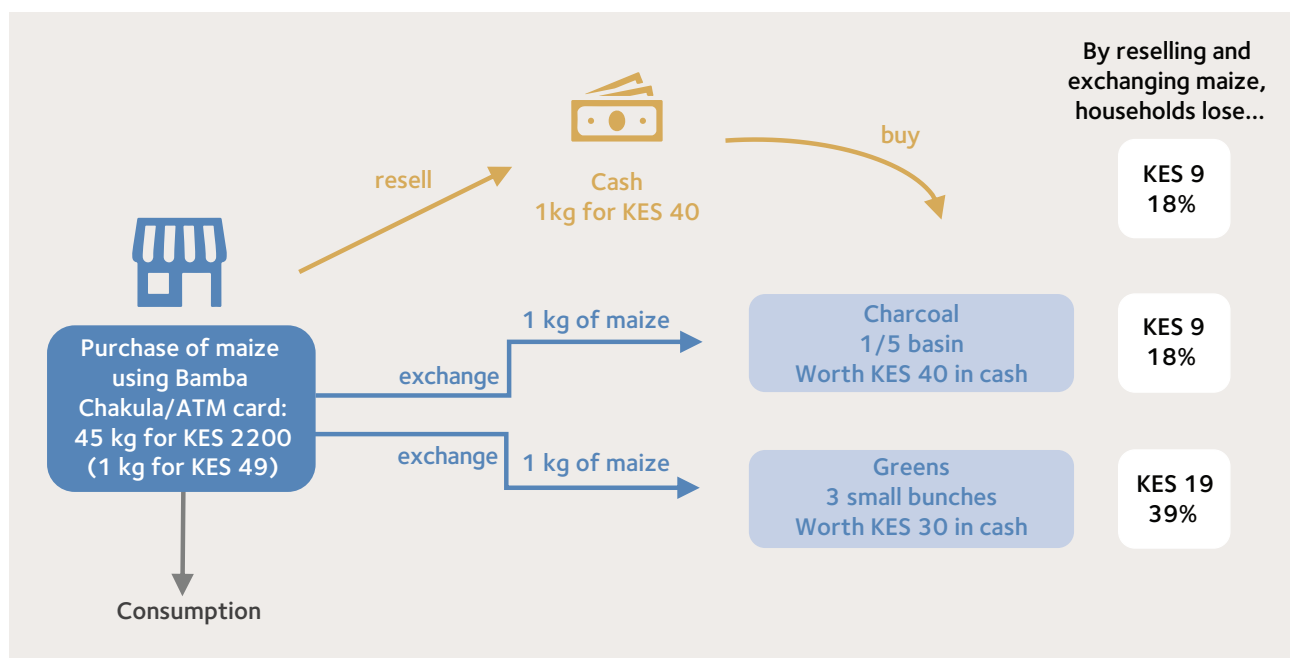 By reselling and
exchanging maize,
households lose...
buy
resell
Cash
1kg for KES 40
KES 9
18%
Purchase of maize
using Bamba
Chakula/ATM card:
45 kg for KES 2200
(1 kg for KES 49)
exchange
1 kg of maize
Charcoal
1/5 basin
Worth KES 40 in cash
KES 9
18%
exchange
1 kg of maize
Greens
3 small bunches
Worth KES 30 in cash
KES 19
39%
Consumption